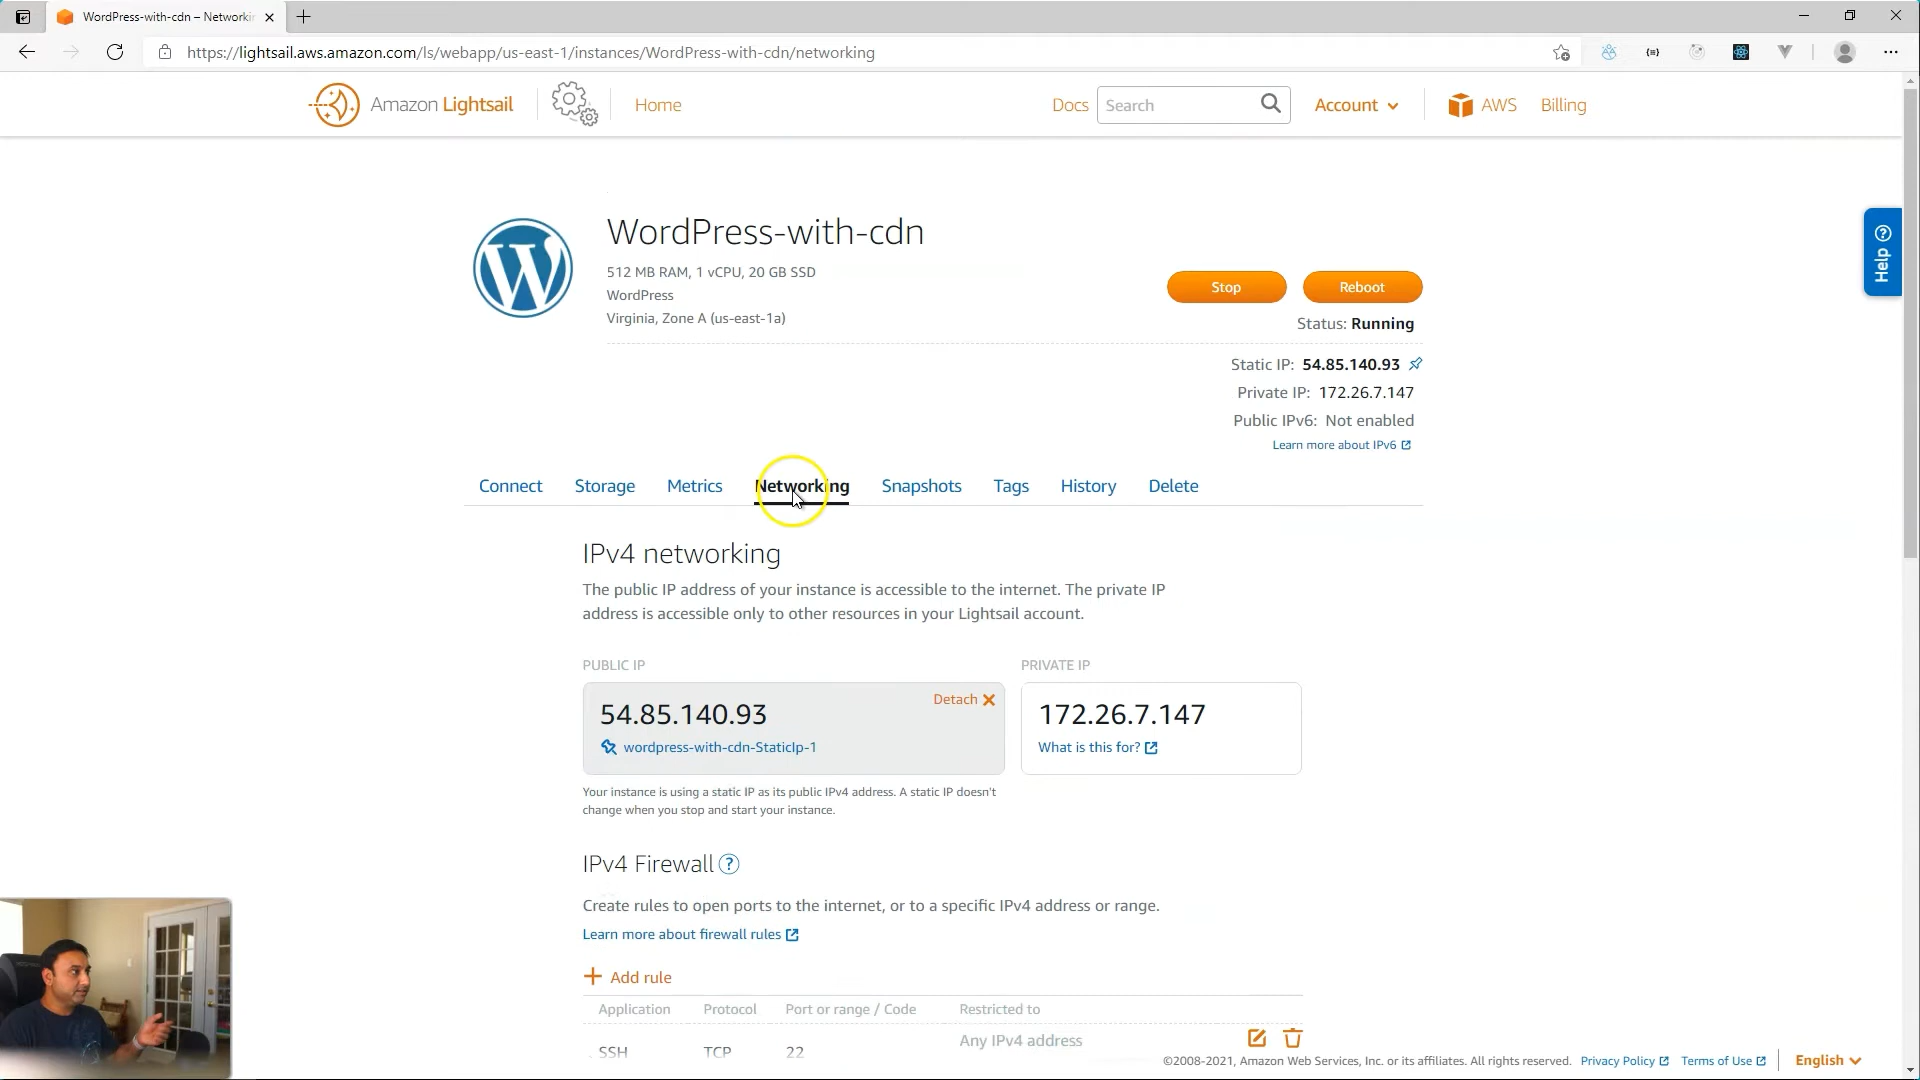 WordPress-with-cdn – Networkin
https://lightsail.aws.amazon.com/ls/webapp/us-east-1/instances/WordPress-with-cdn/networking
Amazon Lightsail
Home
Docs
Search
Account
AWS
Billing
Help
WordPress-with-cdn
512 MB RAM, 1 vCPU, 20 GB SSD
WordPress
Virginia, Zone A (us-east-1a)
Stop
Reboot
Status: Running
Static IP: 54.85.140.93
Private IP: 172.26.7.147
Public IPv6: Not enabled
Learn more about IPv6
Connect
Storage
Metrics
Networking
Snapshots
Tags
History
Delete
IPv4 networking
The public IP address of your instance is accessible to the internet. The private IP
address is accessible only to other resources in your Lightsail account.
PUBLIC IP
PRIVATE IP
Detach
54.85.140.93
wordpress-with-cdn-StaticIp-1
172.26.7.147
What is this for?
Your instance is using a static IP as its public IPv4 address. A static IP doesn't
change when you stop and start your instance.
IPv4 Firewall
Create rules to open ports to the internet, or to a specific IPv4 address or range.
Learn more about firewall rules
+ Add rule
Application Protocol Port or range / Code Restricted to
SSH TCP 22 Any IPv4 address
©2008-2021, Amazon Web Services, Inc. or its affiliates. All rights reserved. Privacy Policy Terms of Use English